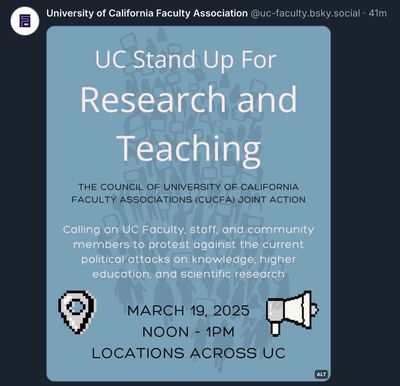 University of California Faculty Association @uc-faculty.bsky.social · 41m
UC Stand Up For
Research and
Teaching
THE COUNCIL OF UNIVERSITY OF CALIFORNIA
FACULTY ASSOCIATIONS (CUCFA) JOINT ACTION
Calling on UC Faculty, staff, and community
members to protest against the current
political attacks on knowledge, higher
education, and scientific research
MARCH 19, 2025
NOON - 1PM
LOCATIONS ACROSS UC
ALT